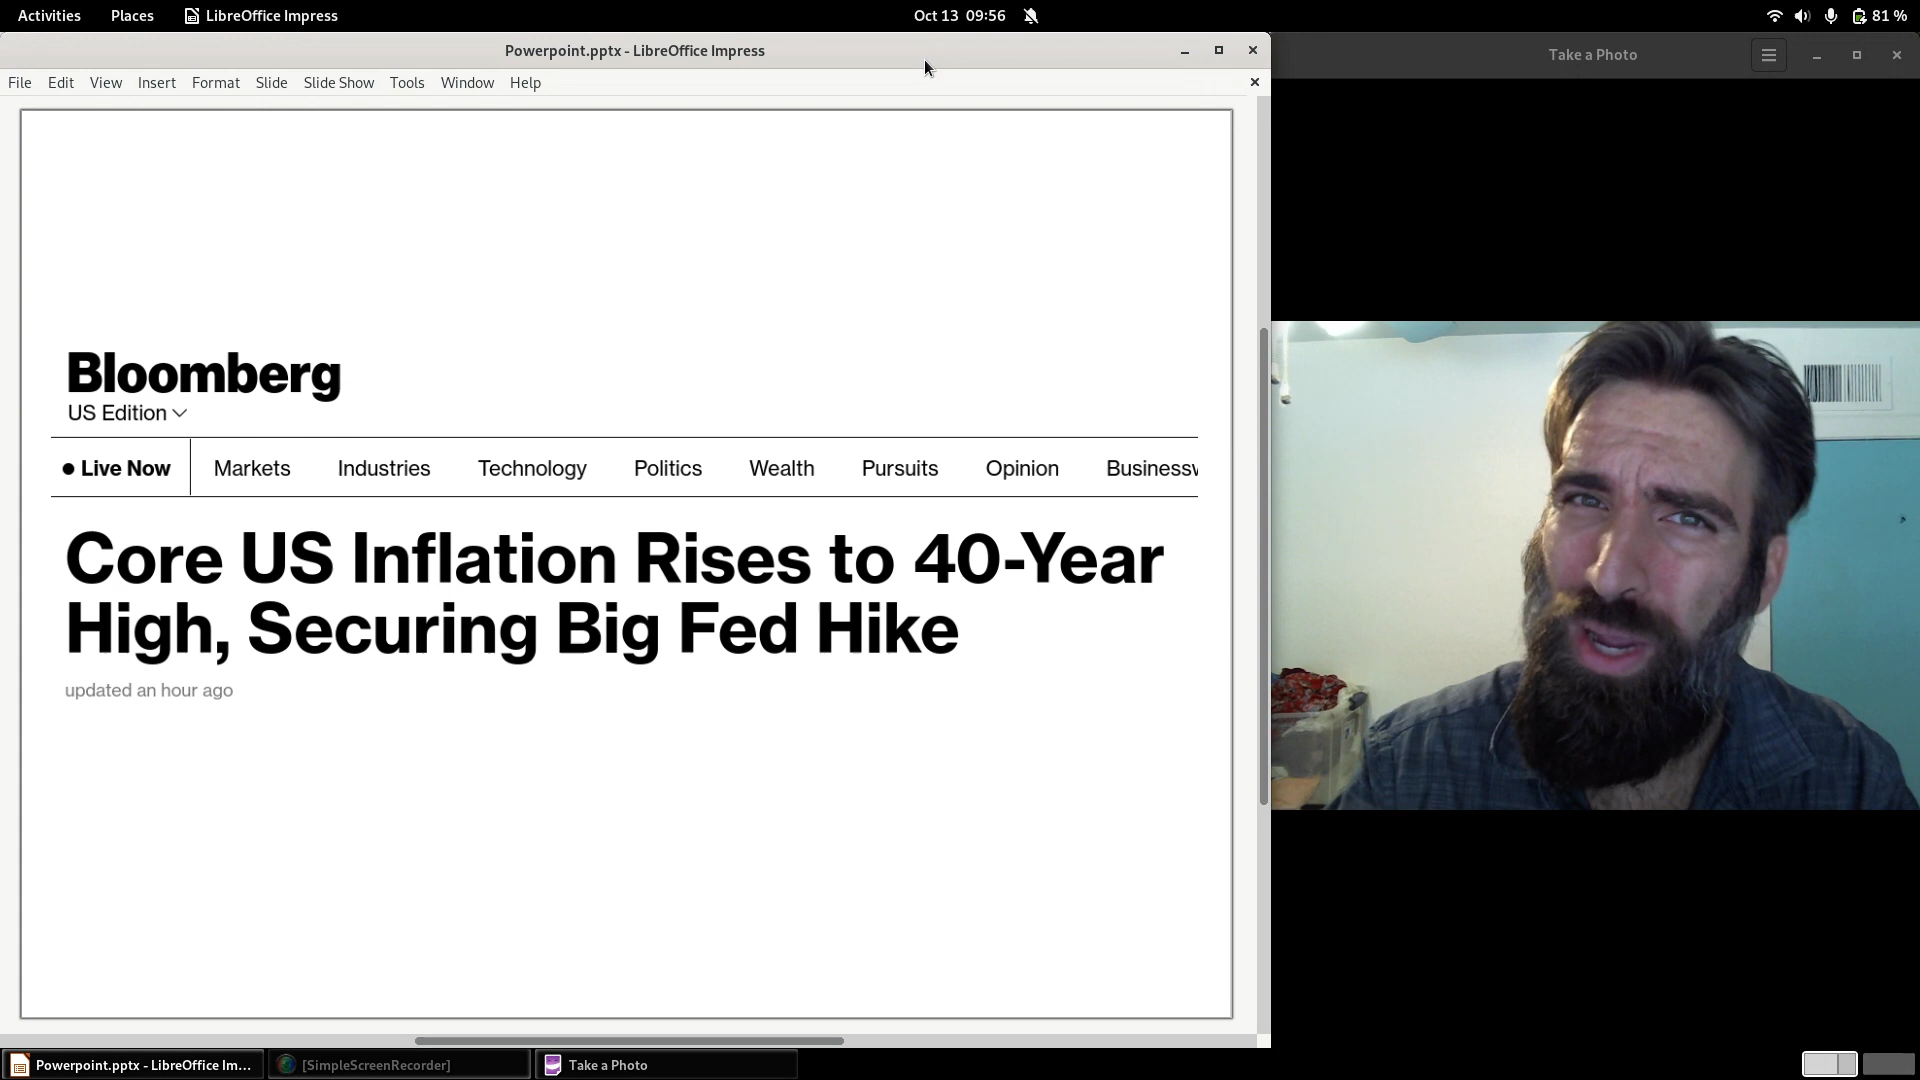 Activities Places LibreOffice Impress Oct 13 09:56 81 %
Powerpoint.pptx - LibreOffice Impress
Take a Photo
File Edit View Insert Format Slide Slide Show Tools Window Help
Bloomberg
US Edition
Live Now Markets Industries Technology Politics Wealth Pursuits Opinion Businessw
Core US Inflation Rises to 40-Year
High, Securing Big Fed Hike
updated an hour ago
Powerpoint.pptx - LibreOffice Im... [SimpleScreenRecorder] Take a Photo